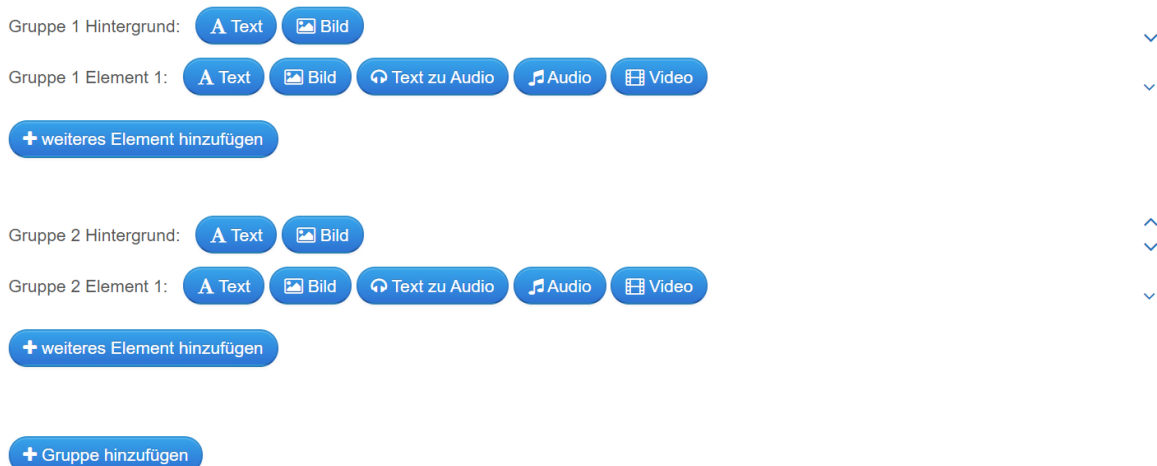 Gruppe 1 Hintergrund: Text Bild
Gruppe 1 Element 1: Text Bild Text zu Audio Audio Video
weiteres Element hinzufügen
Gruppe 2 Hintergrund: Text Bild
Gruppe 2 Element 1: Text Bild Text zu Audio Audio Video
weiteres Element hinzufügen
Gruppe hinzufügen